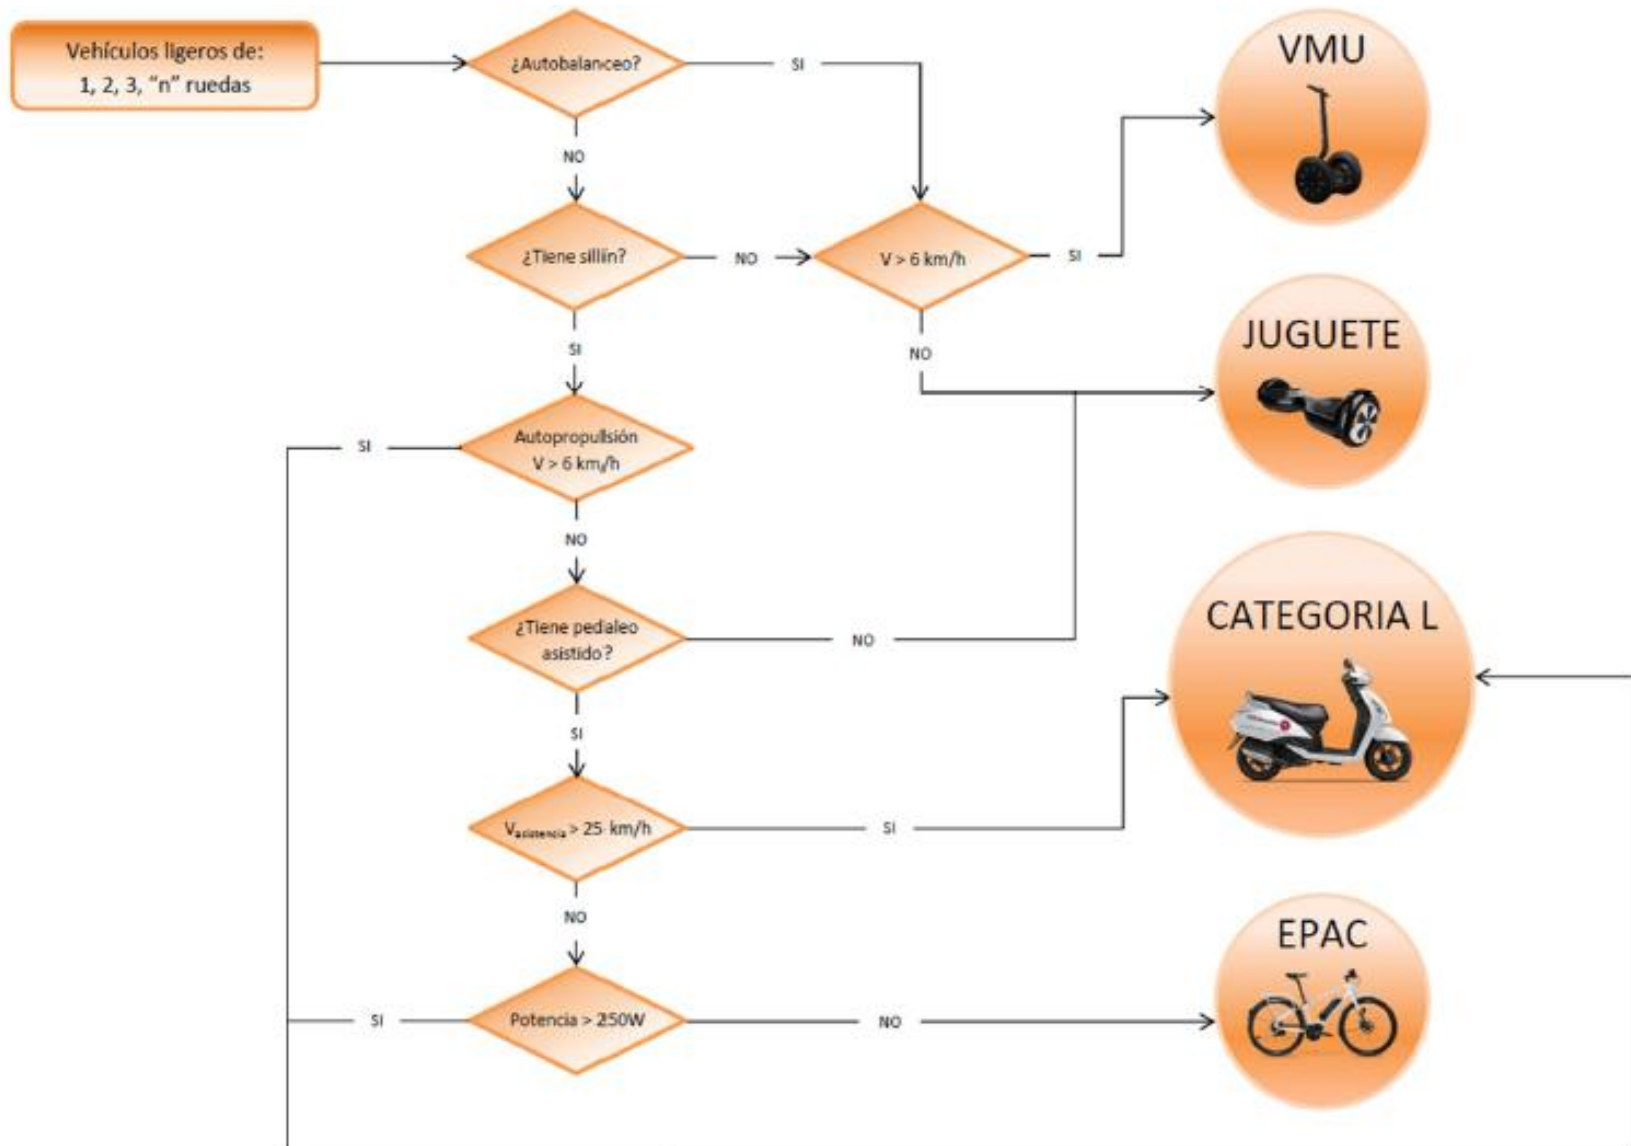 Vehículos ligeros de:
1, 2, 3, "n" ruedas
¿Autobalanceo?
SI
VMU
NO
¿Tiene sillín?
NO
V > 6 km/h
SI
SI
NO
JUGUETE
SI
Autopropulsión
V > 6 km/h
NO
¿Tiene pedaleo
asistido?
NO
CATEGORIA L
SI
Vasistencia > 25 km/h
SI
NO
EPAC
SI
Potencia > 250W
NO